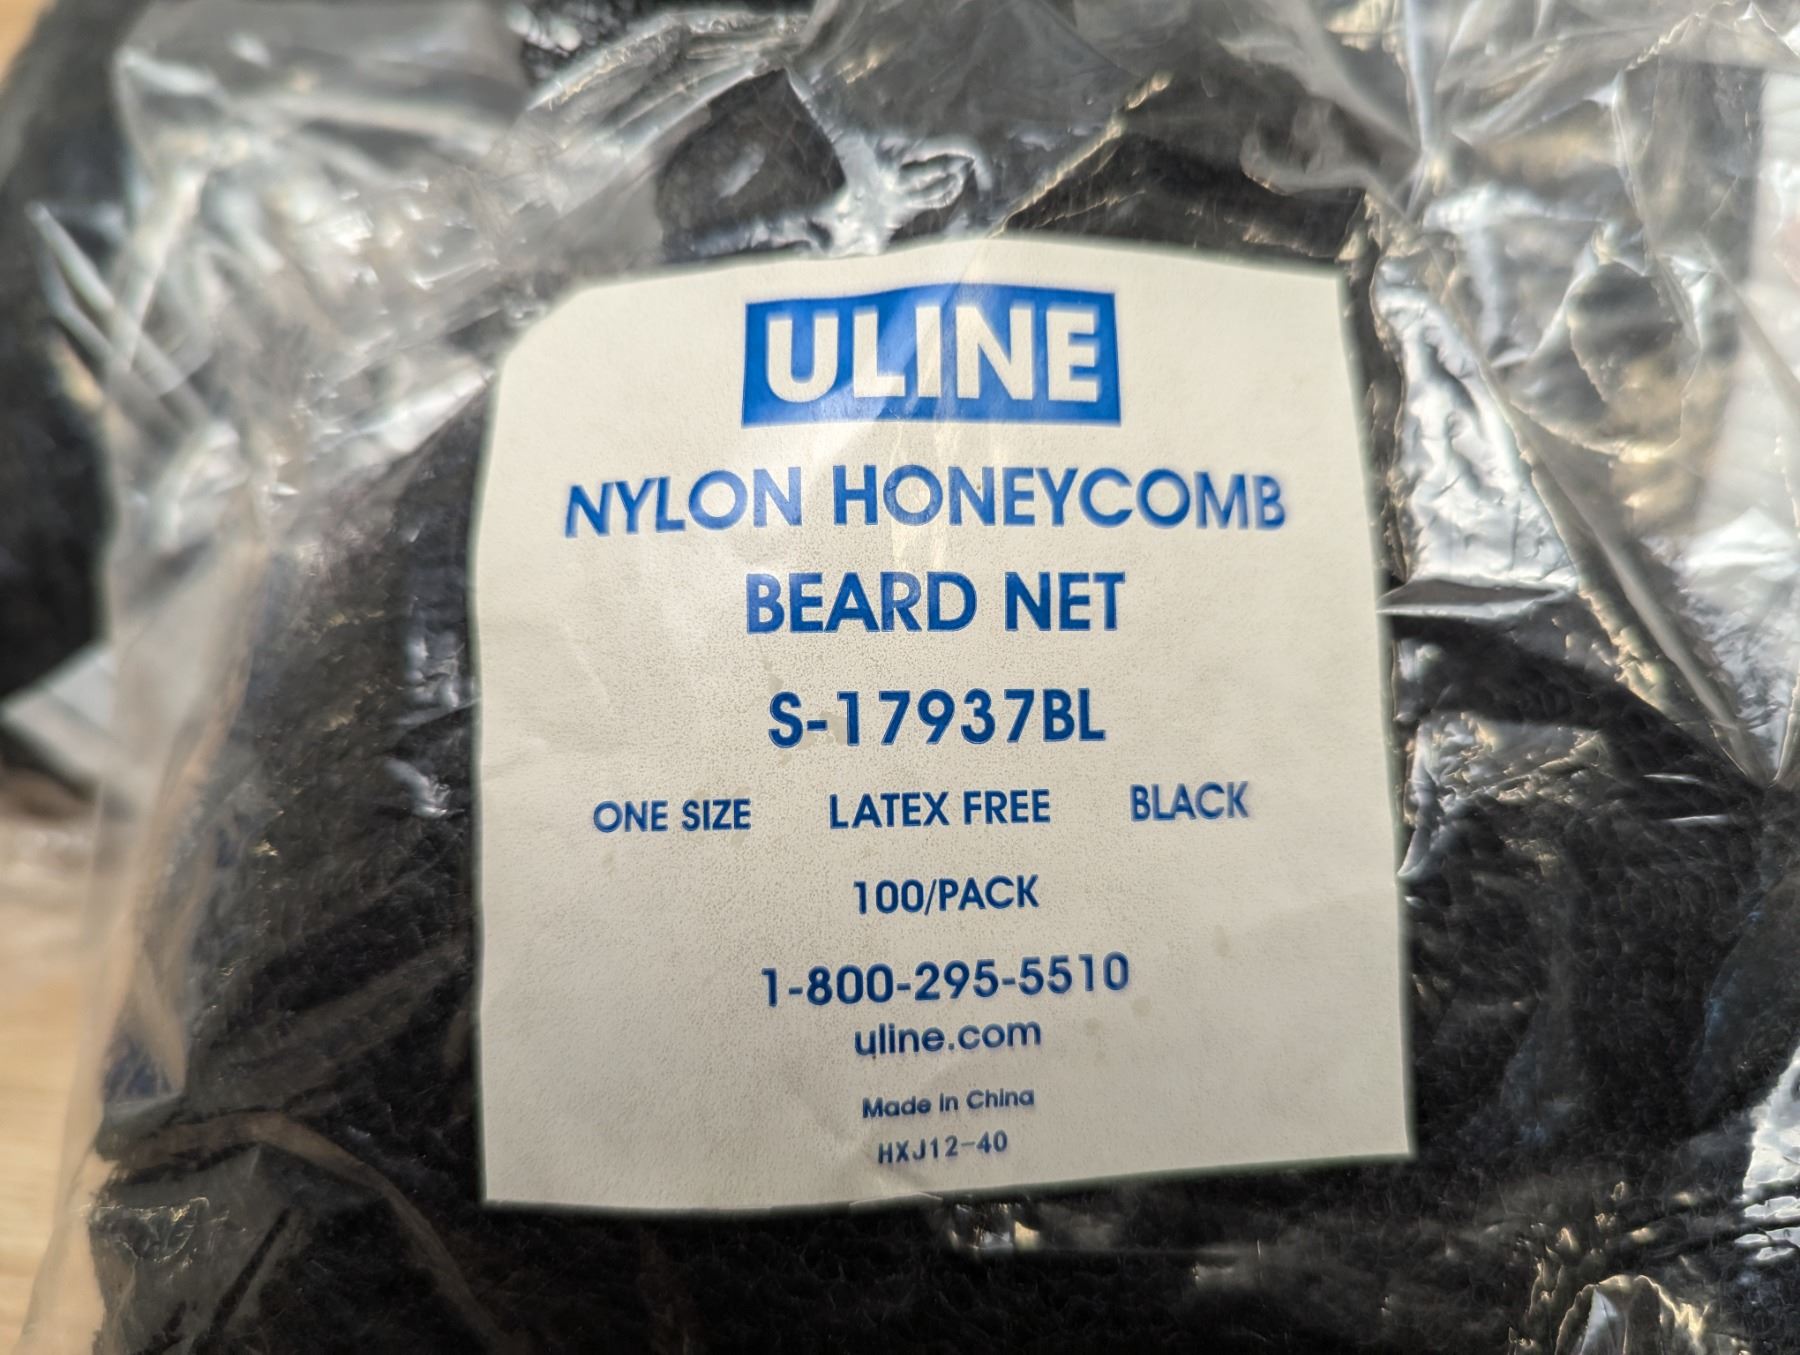 ULINE
NYLON HONEYCOMB
BEARD NET
S-17937BL
ONE SIZE LATEX FREE BLACK
100/PACK
1-800-295-5510
uline.com
Made in China
HXJ12-40